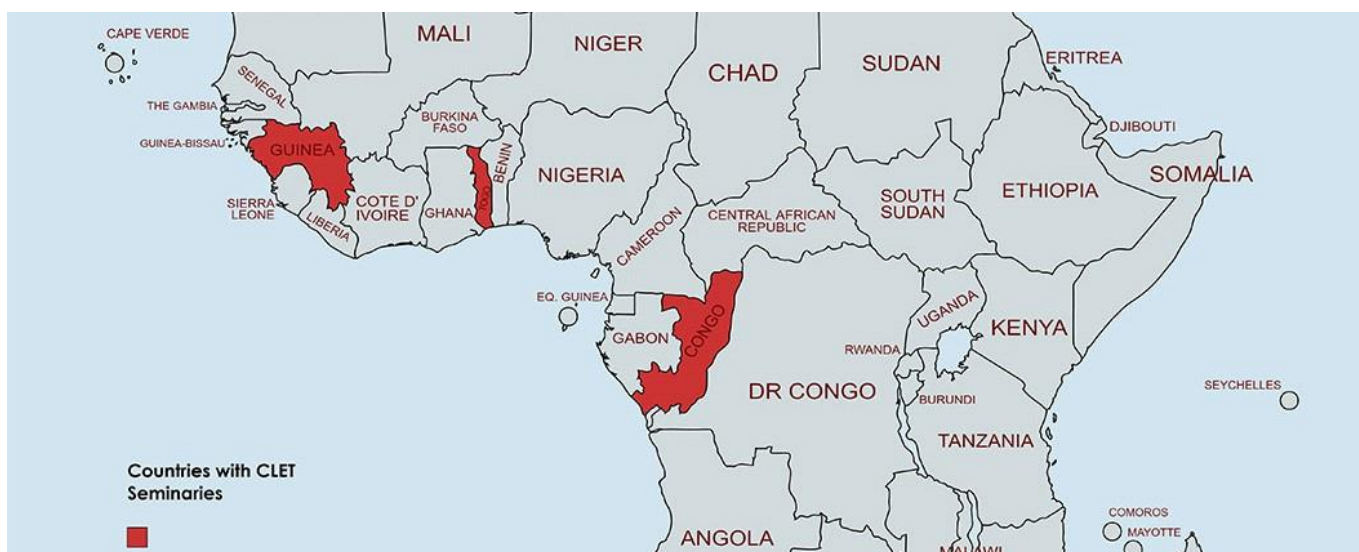 CAPE VERDE
MALI
NIGER
CHAD
SUDAN
ERITREA
SENEGAL
THE GAMBIA
BURKINA
FASO
DJIBOUTI
GUINEA-BISSAU
GUINEA
BENIN
NIGERIA
SOMALIA
ETHIOPIA
TOGO
SIERRA
LEONE
LIBERIA
COTE D'
IVOIRE
GHANA
CAMEROON
CENTRAL AFRICAN
REPUBLIC
SOUTH
SUDAN
EQ. GUINEA
GABON
CONGO
UGANDA
KENYA
RWANDA
DR CONGO
BURUNDI
SEYCHELLES
TANZANIA
Countries with CLET
Seminaries
ANGOLA
COMOROS
MAYOTTE
MALAWI